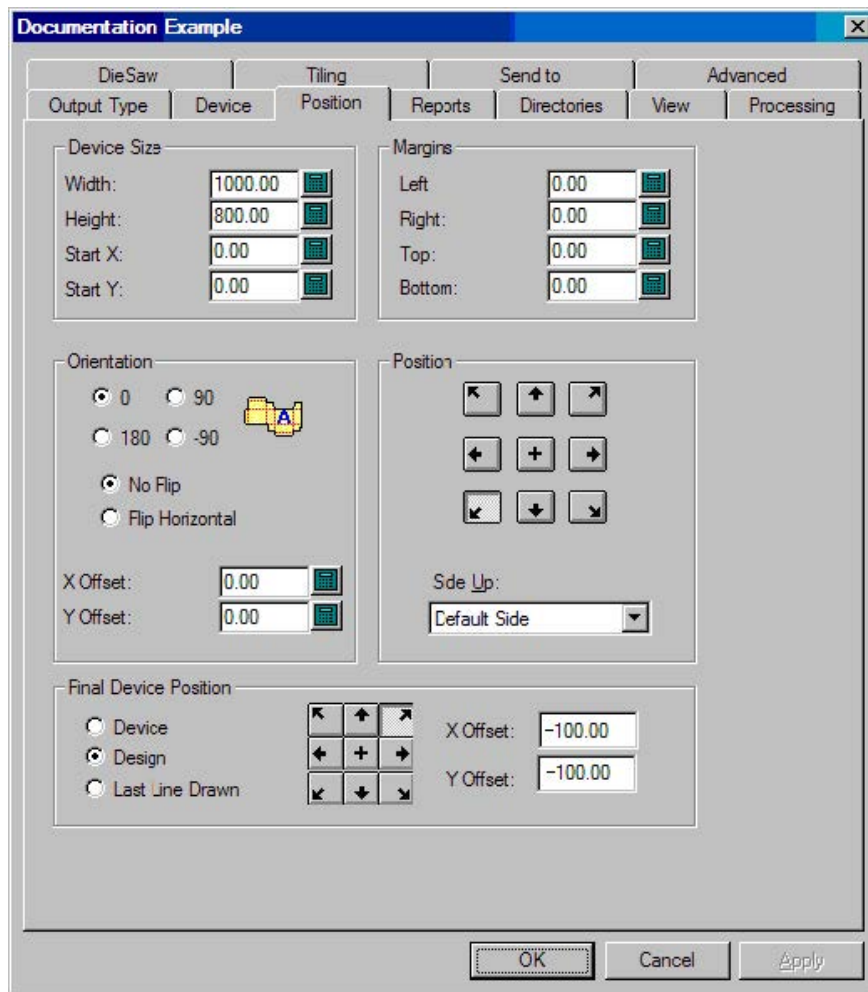 Documentation Example
DieSaw Tiling Send to Advanced
Output Type Device Position Reports Directories View Processing
Device Size
Width: 1000.00
Height: 800.00
Start X: 0.00
Start Y: 0.00
Margins
Left 0.00
Right: 0.00
Top: 0.00
Bottom: 0.00
Orientation
0 90
180 -90
A
No Flip
Flip Horizontal
X Offset: 0.00
Y Offset: 0.00
Position
Side Up:
Default Side
Final Device Position
Device
Design
Last Line Drawn
X Offset: -100.00
Y Offset: -100.00
OK Cancel Apply